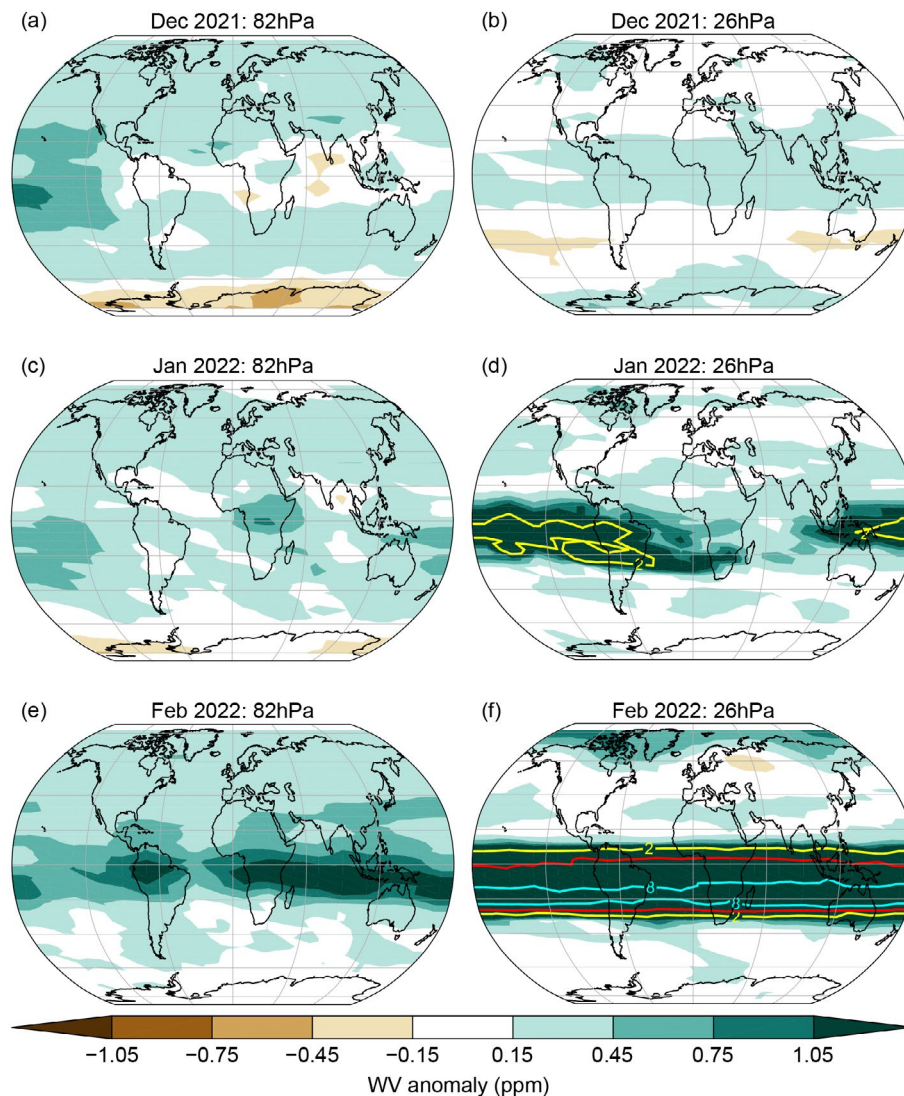 (a) Dec 2021: 82hPa
(b) Dec 2021: 26hPa
(c) Jan 2022: 82hPa
(d) Jan 2022: 26hPa
2
2
(e) Feb 2022: 82hPa
(f) Feb 2022: 26hPa
2
8
8
2
−1.05 −0.75 −0.45 −0.15 0.15 0.45 0.75 1.05
WV anomaly (ppm)